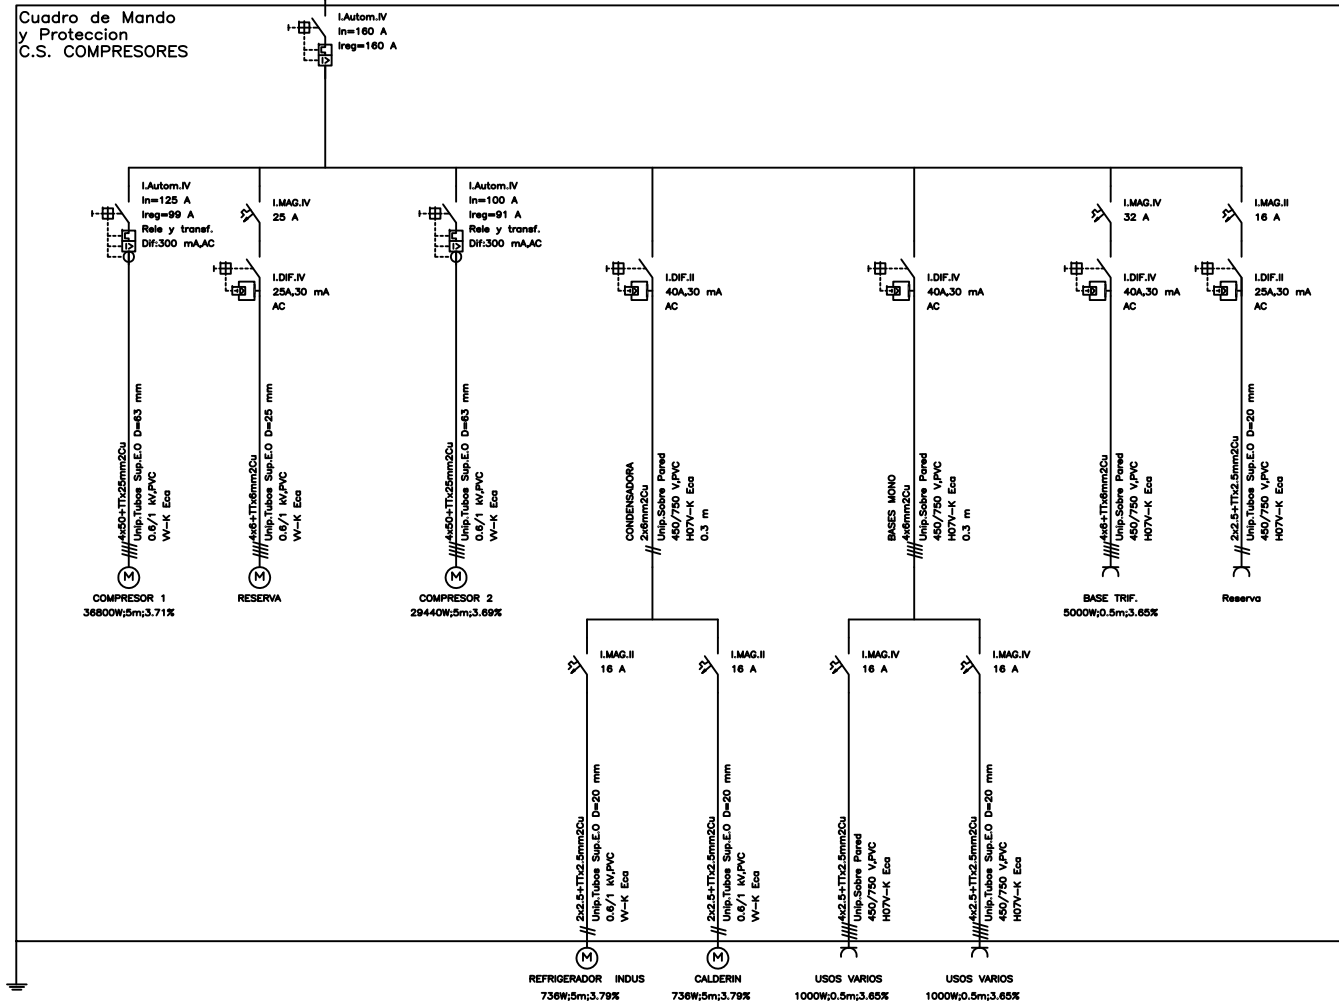 Cuadro de Mando
y Proteccion
C.S. COMPRESORES
I.Autom.IV
In=160 A
Ireg=160 A
I.Autom.IV
In=125 A
Ireg=99 A
Rele y transf.
Dif:300 mA,AC
I.MAG.IV
25 A
I.DIF.IV
25A,30 mA
AC
I.Autom.IV
In=100 A
Ireg=91 A
Rele y transf.
Dif:300 mA,AC
I.DIF.II
40A,30 mA
AC
I.DIF.IV
40A,30 mA
AC
I.MAG.IV
32 A
I.DIF.IV
40A,30 mA
AC
I.MAG.II
16 A
I.DIF.II
25A,30 mA
AC
4x50+TTx25mm2Cu
Unip.Tubos Sup.E.O D=63 mm
0.6/1 kV,PVC
VV-K Eca
4x6+TTx6mm2Cu
Unip.Tubos Sup.E.O D=25 mm
0.6/1 kV,PVC
VV-K Eca
4x50+TTx25mm2Cu
Unip.Tubos Sup.E.O D=63 mm
0.6/1 kV,PVC
VV-K Eca
CONDENSADORA
2x6mm2Cu
Unip.Sobre Pared
450/750 V,PVC
H07V-K Eca
0.3 m
BASES MONO
4x6mm2Cu
Unip.Sobre Pared
450/750 V,PVC
H07V-K Eca
0.3 m
4x6+TTx6mm2Cu
Unip.Sobre Pared
450/750 V,PVC
H07V-K Eca
2x2.5+TTx2.5mm2Cu
Unip.Tubos Sup.E.O D=20 mm
450/750 V,PVC
H07V-K Eca
M
COMPRESOR 1
36800W;5m;3.71%
M
RESERVA
M
COMPRESOR 2
29440W;5m;3.69%
BASE TRIF.
5000W;0.5m;3.65%
Reserva
I.MAG.II
16 A
I.MAG.II
16 A
I.MAG.IV
16 A
I.MAG.IV
16 A
2x2.5+TTx2.5mm2Cu
Unip.Tubos Sup.E.O D=20 mm
0.6/1 kV,PVC
VV-K Eca
2x2.5+TTx2.5mm2Cu
Unip.Tubos Sup.E.O D=20 mm
0.6/1 kV,PVC
VV-K Eca
4x2.5+TTx2.5mm2Cu
Unip.Sobre Pared
450/750 V,PVC
H07V-K Eca
4x2.5+TTx2.5mm2Cu
Unip.Tubos Sup.E.O D=20 mm
450/750 V,PVC
H07V-K Eca
M
REFRIGERADOR INDUS
736W;5m;3.79%
M
CALDERIN
736W;5m;3.79%
USOS VARIOS
1000W;0.5m;3.65%
USOS VARIOS
1000W;0.5m;3.65%